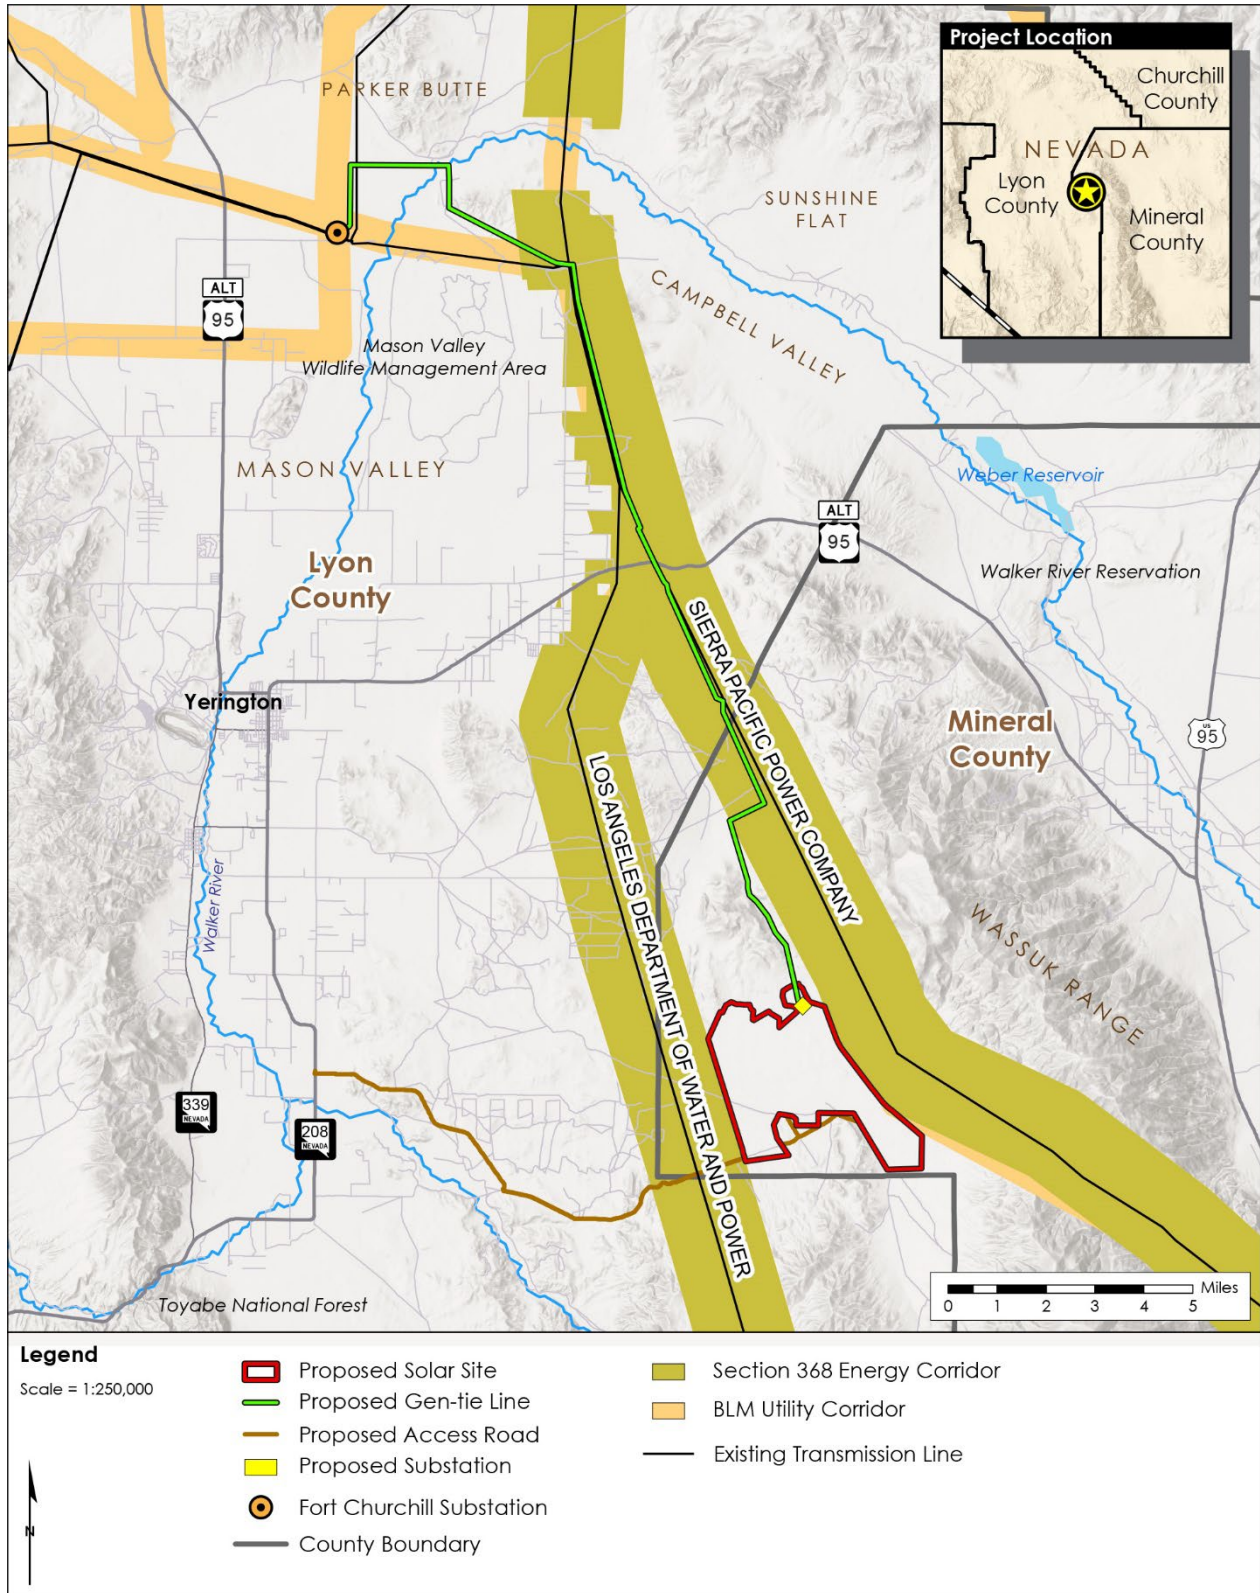 Project Location
Churchill
County
NEVADA
Lyon
County
Mineral
County
PARKER BUTTE
SUNSHINE
FLAT
CAMPBELL VALLEY
ALT
95
Mason Valley
Wildlife Management Area
MASON VALLEY
Weber Reservoir
ALT
95
Walker River Reservation
Lyon
County
SIERRA PACIFIC POWER COMPANY
Yerington
Mineral
County
US
95
LOS ANGELES DEPARTMENT OF WATER AND POWER
Walker River
WASSUK RANGE
339
NEVADA
208
NEVADA
Toyabe National Forest
Miles
0 1 2 3 4 5
Legend
Scale = 1:250,000
Proposed Solar Site
Proposed Gen-tie Line
Proposed Access Road
Proposed Substation
Fort Churchill Substation
County Boundary
Section 368 Energy Corridor
BLM Utility Corridor
Existing Transmission Line
N